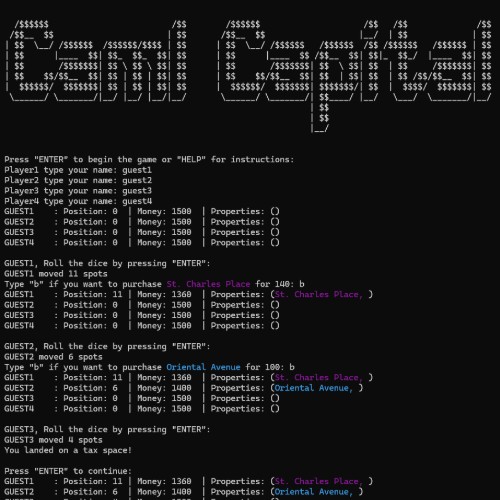 Caml Capital
Press "ENTER" to begin the game or "HELP" for instructions:
Player1 type your name: guest1
Player2 type your name: guest2
Player3 type your name: guest3
Player4 type your name: guest4
GUEST1    : Position: 0  | Money: 1500  | Properties: ()
GUEST2    : Position: 0  | Money: 1500  | Properties: ()
GUEST3    : Position: 0  | Money: 1500  | Properties: ()
GUEST4    : Position: 0  | Money: 1500  | Properties: ()
GUEST1, Roll the dice by pressing "ENTER":
GUEST1 moved 11 spots
Type "b" if you want to purchase St. Charles Place for 140: b
GUEST1    : Position: 11 | Money: 1360  | Properties: (St. Charles Place, )
GUEST2    : Position: 0  | Money: 1500  | Properties: ()
GUEST3    : Position: 0  | Money: 1500  | Properties: ()
GUEST4    : Position: 0  | Money: 1500  | Properties: ()
GUEST2, Roll the dice by pressing "ENTER":
GUEST2 moved 6 spots
Type "b" if you want to purchase Oriental Avenue for 100: b
GUEST1    : Position: 11 | Money: 1360  | Properties: (St. Charles Place, )
GUEST2    : Position: 6  | Money: 1400  | Properties: (Oriental Avenue, )
GUEST3    : Position: 0  | Money: 1500  | Properties: ()
GUEST4    : Position: 0  | Money: 1500  | Properties: ()
GUEST3, Roll the dice by pressing "ENTER":
GUEST3 moved 4 spots
You landed on a tax space!
Press "ENTER" to continue:
GUEST1    : Position: 11 | Money: 1360  | Properties: (St. Charles Place, )
GUEST2    : Position: 6  | Money: 1400  | Properties: (Oriental Avenue, )